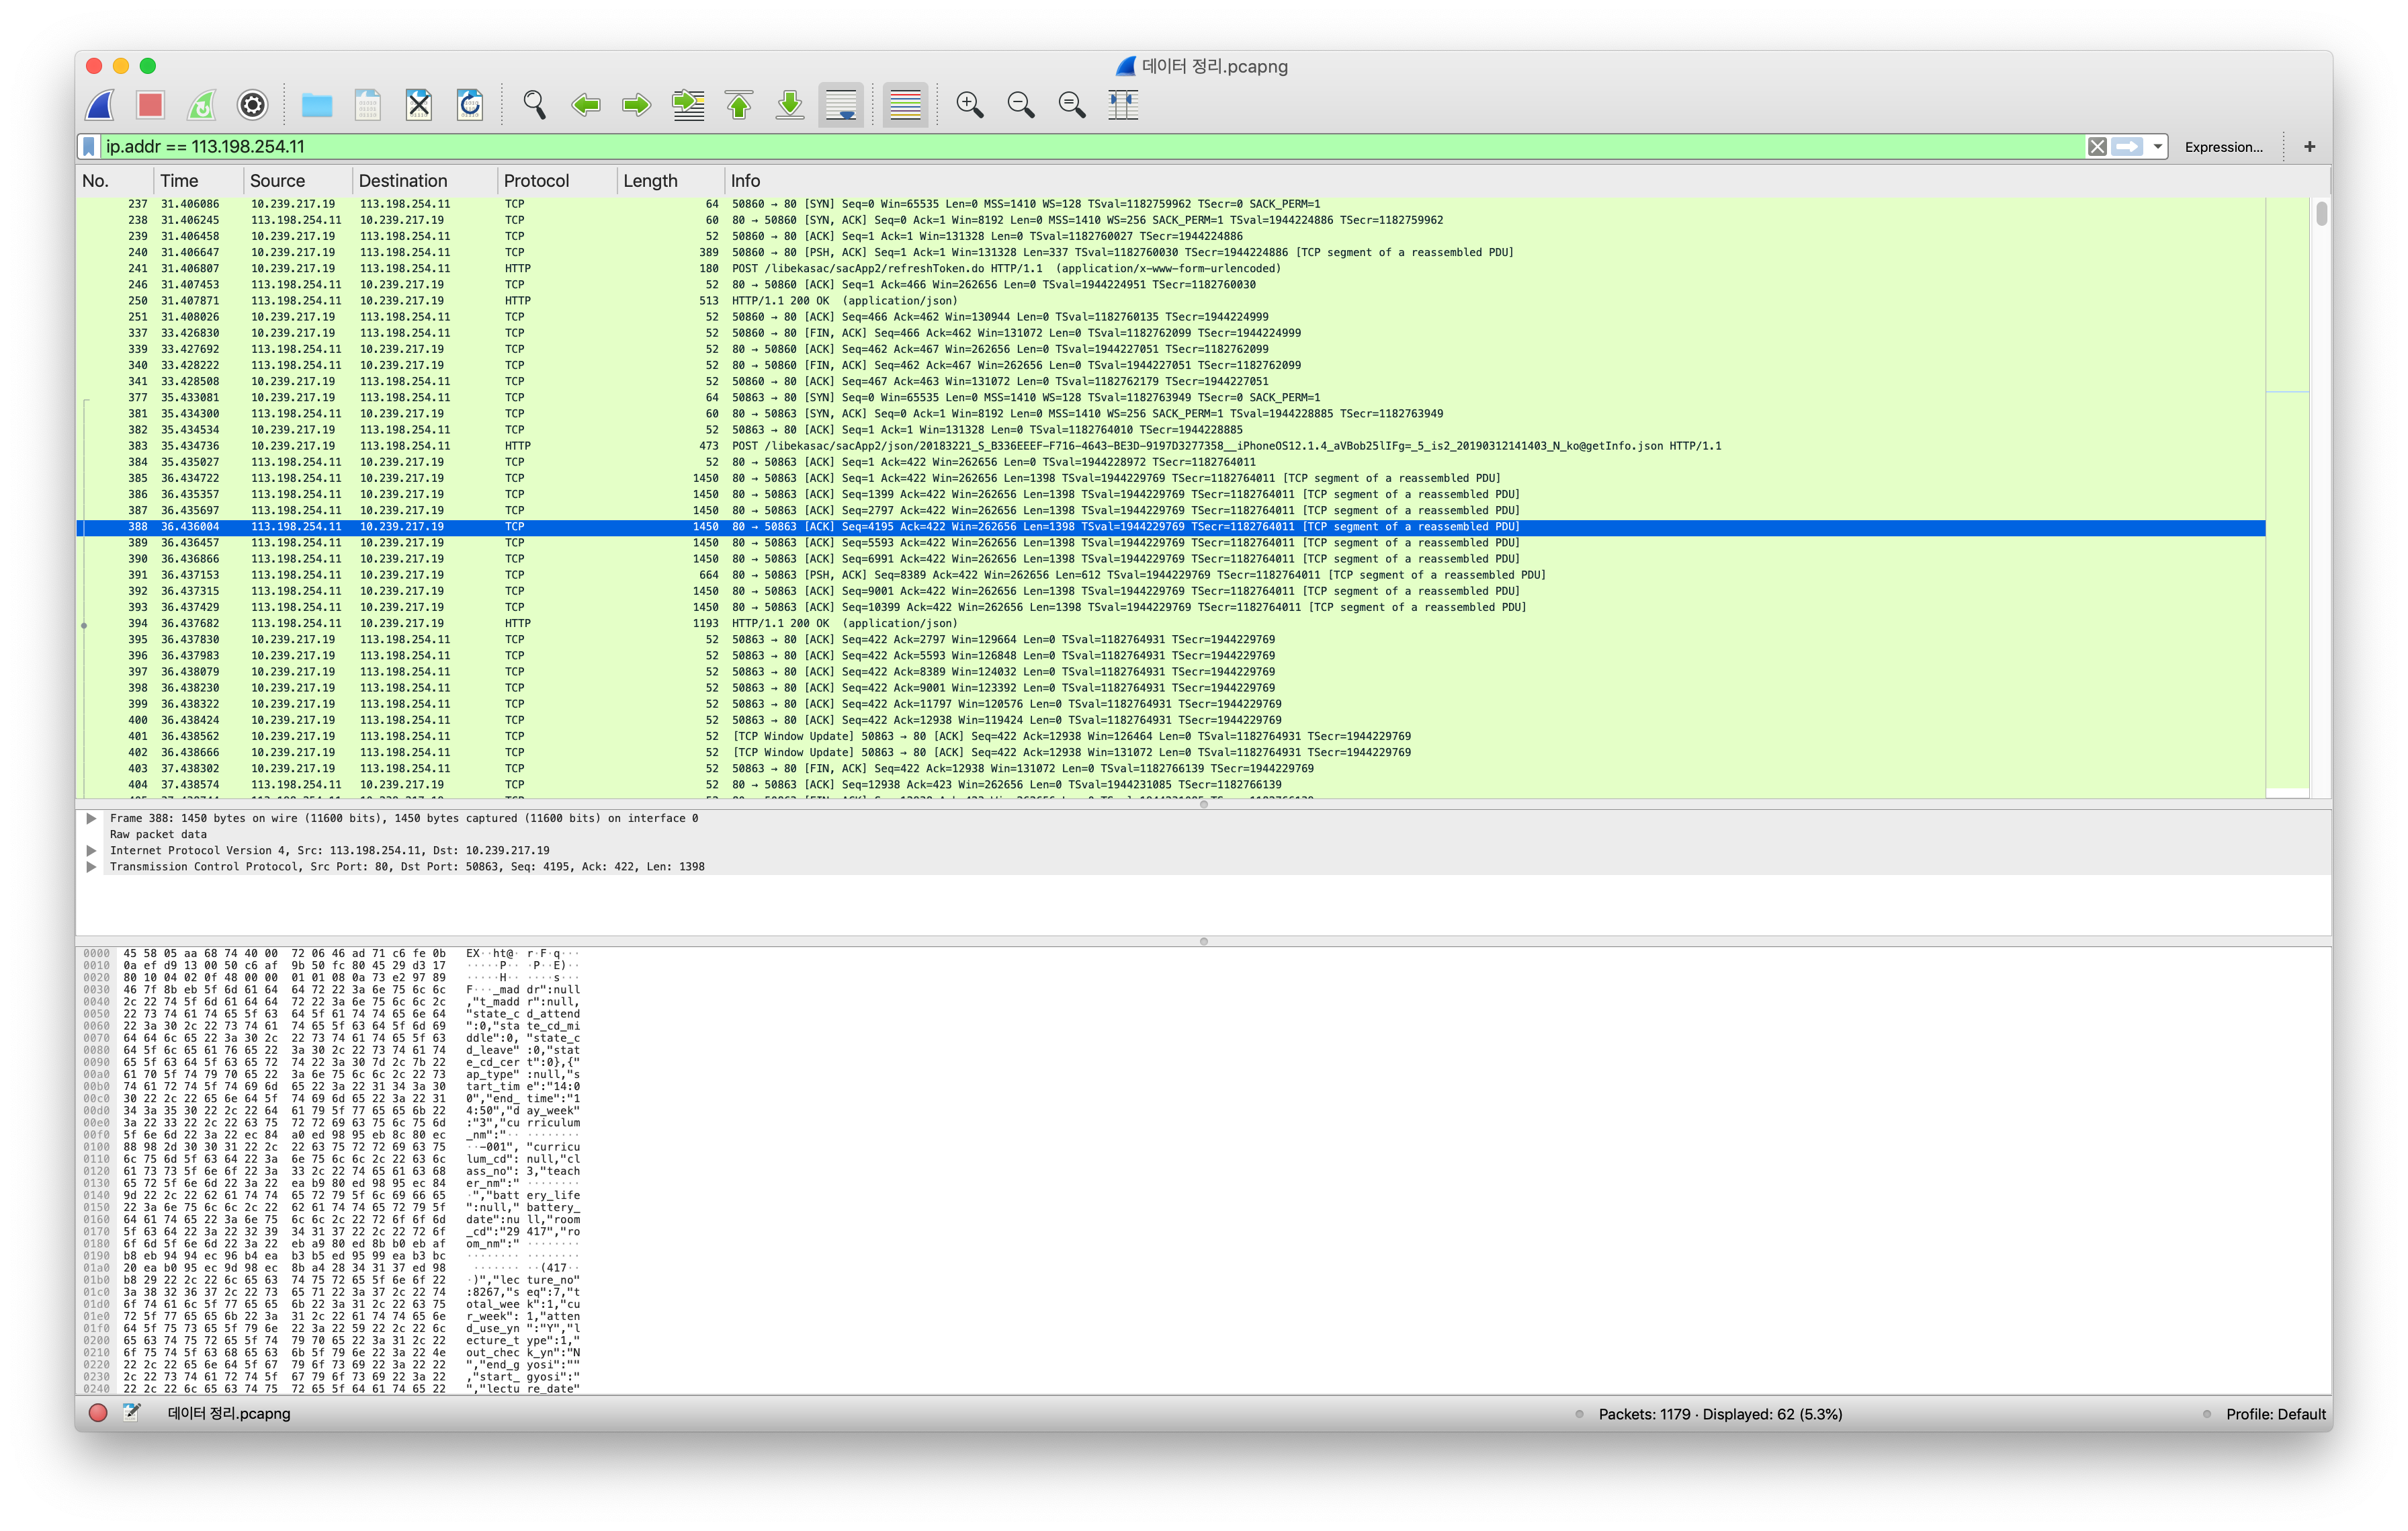 데이터 정리.pcapng
ip.addr == 113.198.254.11
Expression...
+
No. Time Source Destination Protocol Length Info
237 31.406086 10.239.217.19 113.198.254.11 TCP 64 50860 → 80 [SYN] Seq=0 Win=65535 Len=0 MSS=1410 WS=128 TSval=1182759962 TSecr=0 SACK_PERM=1
238 31.406245 113.198.254.11 10.239.217.19 TCP 60 80 → 50860 [SYN, ACK] Seq=0 Ack=1 Win=8192 Len=0 MSS=1410 WS=256 SACK_PERM=1 TSval=1944224886 TSecr=1182759962
239 31.406458 10.239.217.19 113.198.254.11 TCP 52 50860 → 80 [ACK] Seq=1 Ack=1 Win=131328 Len=0 TSval=1182760027 TSecr=1944224886
240 31.406647 10.239.217.19 113.198.254.11 TCP 389 50860 → 80 [PSH, ACK] Seq=1 Ack=1 Win=131328 Len=337 TSval=1182760030 TSecr=1944224886 [TCP segment of a reassembled PDU]
241 31.406807 10.239.217.19 113.198.254.11 HTTP 180 POST /libekasac/sacApp2/refreshToken.do HTTP/1.1 (application/x-www-form-urlencoded)
246 31.407453 113.198.254.11 10.239.217.19 TCP 52 80 → 50860 [ACK] Seq=1 Ack=466 Win=262656 Len=0 TSval=1944224951 TSecr=1182760030
250 31.407871 113.198.254.11 10.239.217.19 HTTP 513 HTTP/1.1 200 OK (application/json)
251 31.408026 10.239.217.19 113.198.254.11 TCP 52 50860 → 80 [ACK] Seq=466 Ack=462 Win=130944 Len=0 TSval=1182760135 TSecr=1944224999
337 33.426830 10.239.217.19 113.198.254.11 TCP 52 50860 → 80 [FIN, ACK] Seq=466 Ack=462 Win=131072 Len=0 TSval=1182762099 TSecr=1944224999
339 33.427692 113.198.254.11 10.239.217.19 TCP 52 80 → 50860 [ACK] Seq=462 Ack=467 Win=262656 Len=0 TSval=1944227051 TSecr=1182762099
340 33.428222 113.198.254.11 10.239.217.19 TCP 52 80 → 50860 [FIN, ACK] Seq=462 Ack=467 Win=262656 Len=0 TSval=1944227051 TSecr=1182762099
341 33.428508 10.239.217.19 113.198.254.11 TCP 52 50860 → 80 [ACK] Seq=467 Ack=463 Win=131072 Len=0 TSval=1182762179 TSecr=1944227051
377 35.433081 10.239.217.19 113.198.254.11 TCP 64 50863 → 80 [SYN] Seq=0 Win=65535 Len=0 MSS=1410 WS=128 TSval=1182763949 TSecr=0 SACK_PERM=1
381 35.434300 113.198.254.11 10.239.217.19 TCP 60 80 → 50863 [SYN, ACK] Seq=0 Ack=1 Win=8192 Len=0 MSS=1410 WS=256 SACK_PERM=1 TSval=1944228885 TSecr=1182763949
382 35.434534 10.239.217.19 113.198.254.11 TCP 52 50863 → 80 [ACK] Seq=1 Ack=1 Win=131328 Len=0 TSval=1182764010 TSecr=1944228885
383 35.434736 10.239.217.19 113.198.254.11 HTTP 473 POST /libekasac/sacApp2/json/20183221_S_B336EEEF-F716-4643-BE3D-9197D3277358__iPhoneOS12.1.4_aVBob25lIFg=_5_is2_20190312141403_N_ko@getInfo.json HTTP/1.1
384 35.435027 113.198.254.11 10.239.217.19 TCP 52 80 → 50863 [ACK] Seq=1 Ack=422 Win=262656 Len=0 TSval=1944228972 TSecr=1182764011
385 36.434722 113.198.254.11 10.239.217.19 TCP 1450 80 → 50863 [ACK] Seq=1 Ack=422 Win=262656 Len=1398 TSval=1944229769 TSecr=1182764011 [TCP segment of a reassembled PDU]
386 36.435357 113.198.254.11 10.239.217.19 TCP 1450 80 → 50863 [ACK] Seq=1399 Ack=422 Win=262656 Len=1398 TSval=1944229769 TSecr=1182764011 [TCP segment of a reassembled PDU]
387 36.435697 113.198.254.11 10.239.217.19 TCP 1450 80 → 50863 [ACK] Seq=2797 Ack=422 Win=262656 Len=1398 TSval=1944229769 TSecr=1182764011 [TCP segment of a reassembled PDU]
388 36.436004 113.198.254.11 10.239.217.19 TCP 1450 80 → 50863 [ACK] Seq=4195 Ack=422 Win=262656 Len=1398 TSval=1944229769 TSecr=1182764011 [TCP segment of a reassembled PDU]
389 36.436457 113.198.254.11 10.239.217.19 TCP 1450 80 → 50863 [ACK] Seq=5593 Ack=422 Win=262656 Len=1398 TSval=1944229769 TSecr=1182764011 [TCP segment of a reassembled PDU]
390 36.436866 113.198.254.11 10.239.217.19 TCP 1450 80 → 50863 [ACK] Seq=6991 Ack=422 Win=262656 Len=1398 TSval=1944229769 TSecr=1182764011 [TCP segment of a reassembled PDU]
391 36.437153 113.198.254.11 10.239.217.19 TCP 664 80 → 50863 [PSH, ACK] Seq=8389 Ack=422 Win=262656 Len=612 TSval=1944229769 TSecr=1182764011 [TCP segment of a reassembled PDU]
392 36.437315 113.198.254.11 10.239.217.19 TCP 1450 80 → 50863 [ACK] Seq=9001 Ack=422 Win=262656 Len=1398 TSval=1944229769 TSecr=1182764011 [TCP segment of a reassembled PDU]
393 36.437429 113.198.254.11 10.239.217.19 TCP 1450 80 → 50863 [ACK] Seq=10399 Ack=422 Win=262656 Len=1398 TSval=1944229769 TSecr=1182764011 [TCP segment of a reassembled PDU]
394 36.437682 113.198.254.11 10.239.217.19 HTTP 1193 HTTP/1.1 200 OK (application/json)
395 36.437830 10.239.217.19 113.198.254.11 TCP 52 50863 → 80 [ACK] Seq=422 Ack=2797 Win=129664 Len=0 TSval=1182764931 TSecr=1944229769
396 36.437983 10.239.217.19 113.198.254.11 TCP 52 50863 → 80 [ACK] Seq=422 Ack=5593 Win=126848 Len=0 TSval=1182764931 TSecr=1944229769
397 36.438079 10.239.217.19 113.198.254.11 TCP 52 50863 → 80 [ACK] Seq=422 Ack=8389 Win=124032 Len=0 TSval=1182764931 TSecr=1944229769
398 36.438230 10.239.217.19 113.198.254.11 TCP 52 50863 → 80 [ACK] Seq=422 Ack=9001 Win=123392 Len=0 TSval=1182764931 TSecr=1944229769
399 36.438322 10.239.217.19 113.198.254.11 TCP 52 50863 → 80 [ACK] Seq=422 Ack=11797 Win=120576 Len=0 TSval=1182764931 TSecr=1944229769
400 36.438424 10.239.217.19 113.198.254.11 TCP 52 50863 → 80 [ACK] Seq=422 Ack=12938 Win=119424 Len=0 TSval=1182764931 TSecr=1944229769
401 36.438562 10.239.217.19 113.198.254.11 TCP 52 [TCP Window Update] 50863 → 80 [ACK] Seq=422 Ack=12938 Win=126464 Len=0 TSval=1182764931 TSecr=1944229769
402 36.438666 10.239.217.19 113.198.254.11 TCP 52 [TCP Window Update] 50863 → 80 [ACK] Seq=422 Ack=12938 Win=131072 Len=0 TSval=1182764931 TSecr=1944229769
403 37.438302 10.239.217.19 113.198.254.11 TCP 52 50863 → 80 [FIN, ACK] Seq=422 Ack=12938 Win=131072 Len=0 TSval=1182766139 TSecr=1944229769
404 37.438574 113.198.254.11 10.239.217.19 TCP 52 80 → 50863 [ACK] Seq=12938 Ack=423 Win=262656 Len=0 TSval=1944231085 TSecr=1182766139
Frame 388: 1450 bytes on wire (11600 bits), 1450 bytes captured (11600 bits) on interface 0
Raw packet data
Internet Protocol Version 4, Src: 113.198.254.11, Dst: 10.239.217.19
Transmission Control Protocol, Src Port: 80, Dst Port: 50863, Seq: 4195, Ack: 422, Len: 1398
0000 45 58 05 aa 68 74 40 00 72 06 46 ad 71 c6 fe 0b EX··ht@· r·F·q···
0010 0a ef d9 13 00 50 c6 af 9b 50 fc 80 45 29 d3 17 ·····P·· ·P··E)··
0020 80 10 04 02 0f 48 00 00 01 01 08 0a 73 e2 97 89 ·····H·· ····s···
0030 46 7f 8b eb 5f 6d 61 64 64 72 22 3a 6e 75 6c 6c F···_mad dr":null
0040 2c 22 74 5f 6d 61 64 64 72 22 3a 6e 75 6c 6c 2c ,"t_madd r":null,
0050 22 73 74 61 74 65 5f 63 64 5f 61 74 74 65 6e 64 "state_c d_attend
0060 22 3a 30 2c 22 73 74 61 74 65 5f 63 64 5f 6d 69 ":0,"sta te_cd_mi
0070 64 64 6c 65 22 3a 30 2c 22 73 74 61 74 65 5f 63 ddle":0, "state_c
0080 64 5f 6c 65 61 76 65 22 3a 30 2c 22 73 74 61 74 d_leave" :0,"stat
0090 65 5f 63 64 5f 63 65 72 74 22 3a 30 7d 2c 7b 22 e_cd_cer t":0},{"
00a0 61 70 5f 74 79 70 65 22 3a 6e 75 6c 6c 2c 22 73 ap_type" :null,"s
00b0 74 61 72 74 5f 74 69 6d 65 22 3a 22 31 34 3a 30 tart_tim e":"14:0
00c0 30 22 2c 22 65 6e 64 5f 74 69 6d 65 22 3a 22 31 0","end_ time":"1
00d0 34 3a 35 30 22 2c 22 64 61 79 5f 77 65 65 6b 22 4:50","d ay_week"
00e0 3a 22 33 22 2c 22 63 75 72 72 69 63 75 6c 75 6d :"3","cu rriculum
00f0 5f 6e 6d 22 3a 22 ec 84 a0 ed 98 95 eb 8c 80 ec _nm":"·· ········
0100 88 98 2d 30 30 31 22 2c 22 63 75 72 72 69 63 75 ··-001", "curricu
0110 6c 75 6d 5f 63 64 22 3a 6e 75 6c 6c 2c 22 63 6c lum_cd": null,"cl
0120 61 73 73 5f 6e 6f 22 3a 33 2c 22 74 65 61 63 68 ass_no": 3,"teach
0130 65 72 5f 6e 6d 22 3a 22 ea b9 80 ed 98 95 ec 84 er_nm":" ········
0140 9d 22 2c 22 62 61 74 74 65 72 79 5f 6c 69 66 65 ·","batt ery_life
0150 22 3a 6e 75 6c 6c 2c 22 62 61 74 74 65 72 79 5f ":null," battery_
0160 64 61 74 65 22 3a 6e 75 6c 6c 2c 22 72 6f 6f 6d date":nu ll,"room
0170 5f 63 64 22 3a 22 32 39 34 31 37 22 2c 22 72 6f _cd":"29 417","ro
0180 6f 6d 5f 6e 6d 22 3a 22 eb a9 80 ed 8b b0 eb af om_nm":" ········
0190 b8 eb 94 94 ec 96 b4 ea b3 b5 ed 95 99 ea b3 bc ········ ········
01a0 20 ea b0 95 ec 9d 98 ec 8b a4 28 34 31 37 ed 98 ······· ··(417··
01b0 b8 29 22 2c 22 6c 65 63 74 75 72 65 5f 6e 6f 22 ·)","lec ture_no"
01c0 3a 38 32 36 37 2c 22 73 65 71 22 3a 37 2c 22 74 :8267,"s eq":7,"t
01d0 6f 74 61 6c 5f 77 65 65 6b 22 3a 31 2c 22 63 75 otal_wee k":1,"cu
01e0 72 5f 77 65 65 6b 22 3a 31 2c 22 61 74 74 65 6e r_week": 1,"atten
01f0 64 5f 75 73 65 5f 79 6e 22 3a 22 59 22 2c 22 6c d_use_yn ":"Y","l
0200 65 63 74 75 72 65 5f 74 79 70 65 22 3a 31 2c 22 ecture_t ype":1,"
0210 6f 75 74 5f 63 68 65 63 6b 5f 79 6e 22 3a 22 4e out_chec k_yn":"N
0220 22 2c 22 65 6e 64 5f 67 79 6f 73 69 22 3a 22 22 ","end_g yosi":""
0230 2c 22 73 74 61 72 74 5f 67 79 6f 73 69 22 3a 22 ,"start_ gyosi":"
0240 22 2c 22 6c 65 63 74 75 72 65 5f 64 61 74 65 22 ","lectu re_date"
데이터 정리.pcapng
Packets: 1179 · Displayed: 62 (5.3%)
Profile: Default